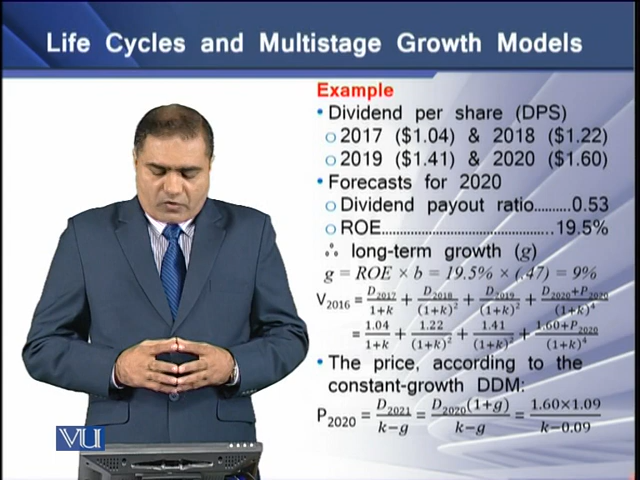 Life Cycles and Multistage Growth Models
Example
• Dividend per share (DPS)
o 2017 ($1.04) & 2018 ($1.22)
o 2019 ($1.41) & 2020 ($1.60)
• Forecasts for 2020
o Dividend payout ratio.........0.53
o ROE............................................19.5%
∴ long-term growth (g)
g = ROE × b = 19.5% × (.47) = 9%
V₂₀₁₆ = D₂₀₁₇/(1+k) + D₂₀₁₈/(1+k)² + D₂₀₁₉/(1+k)² + (D₂₀₂₀+P₂₀₂₀)/(1+k)⁴
= 1.04/(1+k) + 1.22/(1+k)² + 1.41/(1+k)² + (1.60+P₂₀₂₀)/(1+k)⁴
• The price, according to the
constant-growth DDM:
P₂₀₂₀ = D₂₀₂₁/(k−g) = D₂₀₂₀(1+g)/(k−g) = (1.60×1.09)/(k−0.09)
VU